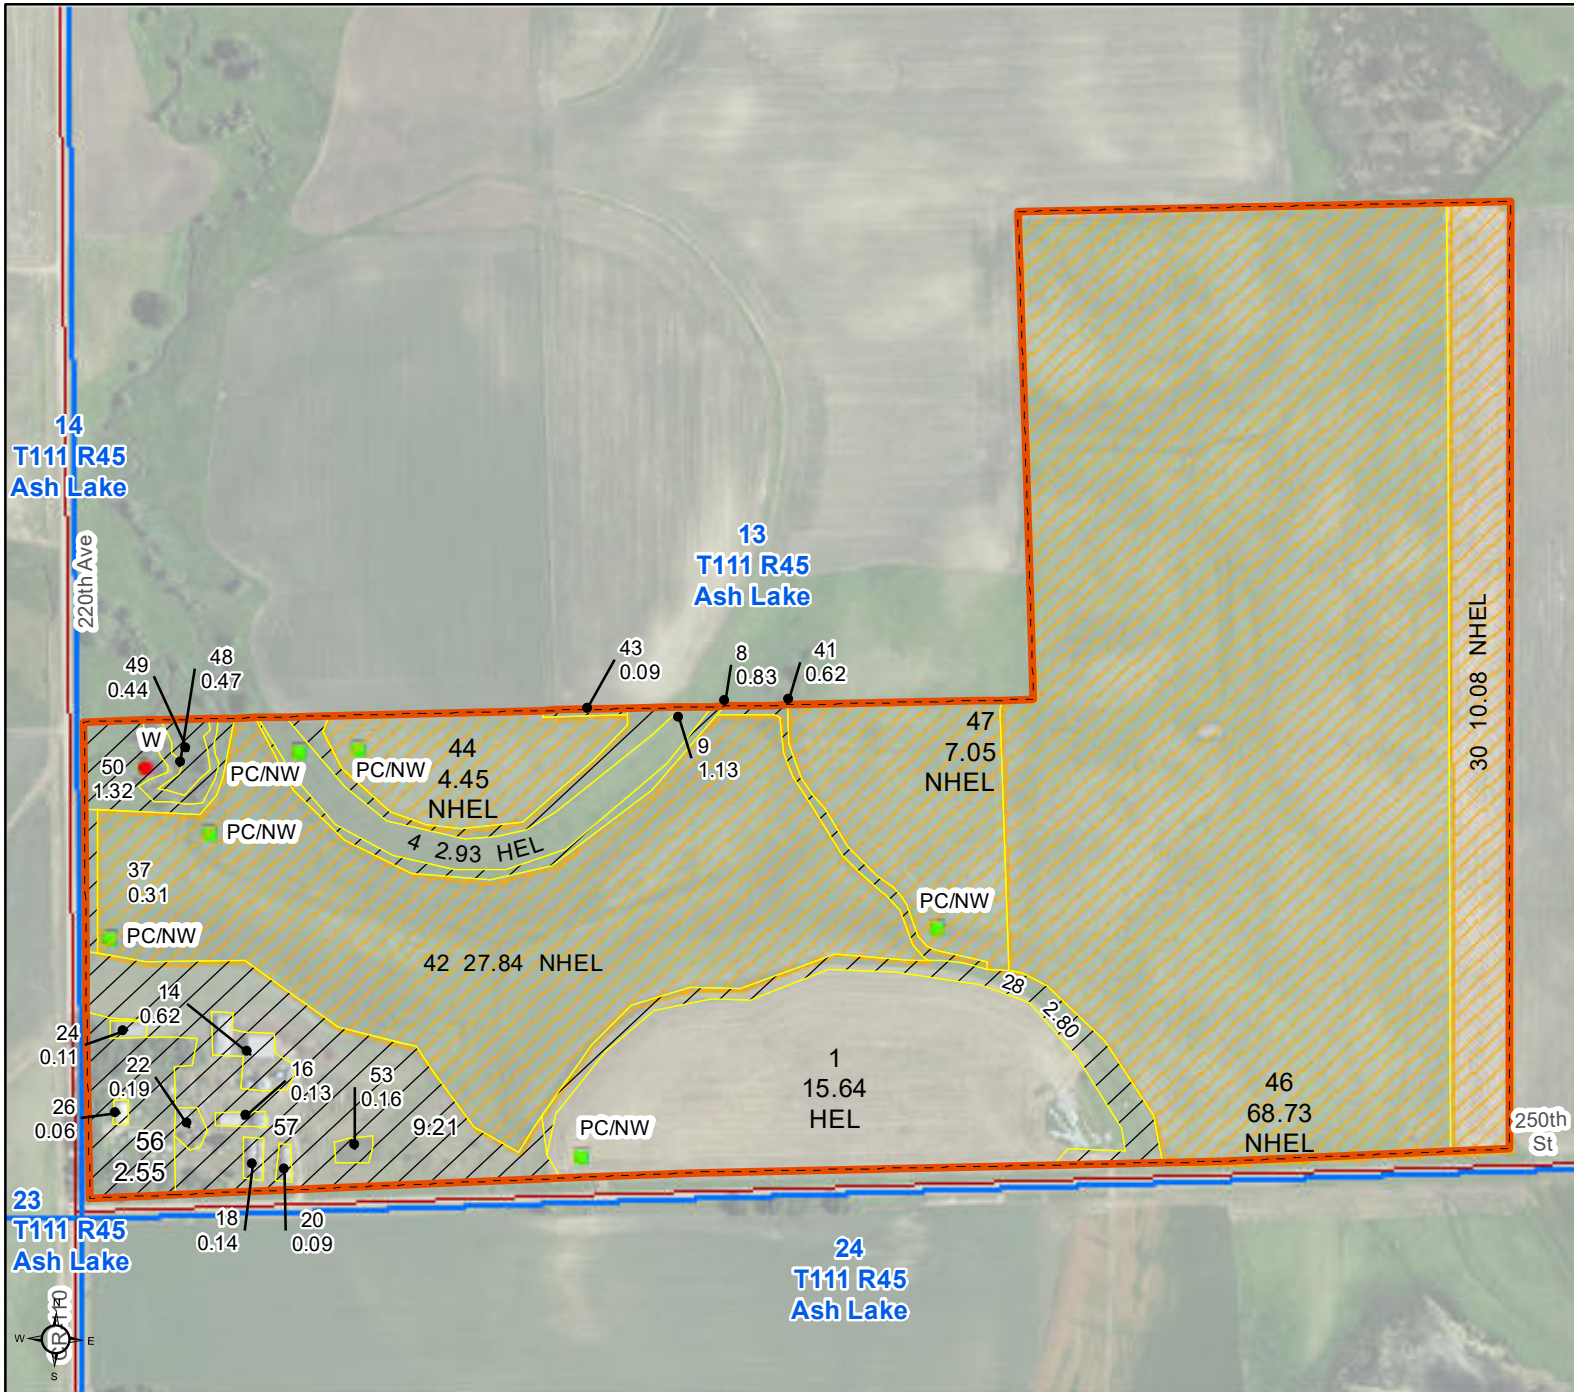 14
T111 R45
Ash Lake
220th Ave
13
T111 R45
Ash Lake
43
0.09
8
0.83
41
0.62
49
0.44
48
0.47
W
50
1.32
PC/NW
PC/NW
44
4.45
NHEL
9
1.13
47
7.05
NHEL
30 10.08 NHEL
PC/NW
4 2.93 HEL
37
0.31
PC/NW
PC/NW
42 27.84 NHEL
28 2.80
14
0.62
24
0.11
22
0.19
16
0.13
53
0.16
26
0.06
56
2.55
57 9.21
PC/NW
1
15.64
HEL
46
68.73
NHEL
250th
St
18
0.14
20
0.09
23
T111 R45
Ash Lake
24
T111 R45
Ash Lake
CR 110
N
W
E
S